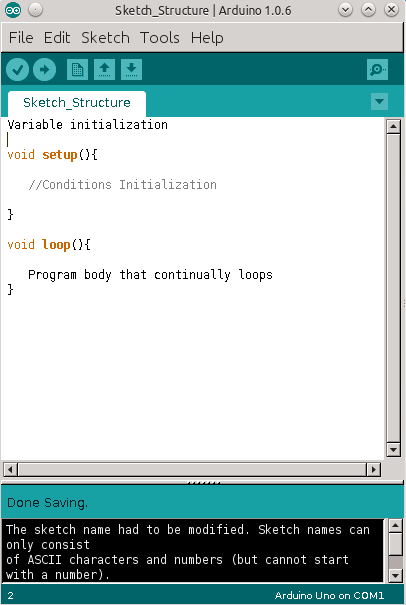 Sketch_Structure | Arduino 1.0.6
File Edit Sketch Tools Help
Sketch_Structure
Variable initialization
void setup(){
//Conditions Initialization
}
void loop(){
Program body that continually loops
}
Done Saving.
The sketch name had to be modified. Sketch names can
only consist
of ASCII characters and numbers (but cannot start
with a number).
2 Arduino Uno on COM1